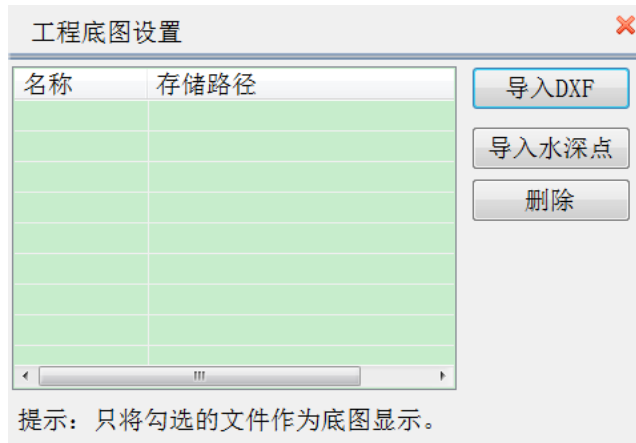 工程底图设置
名称 存储路径
导入DXF
导入水深点
删除
提示：只将勾选的文件作为底图显示。